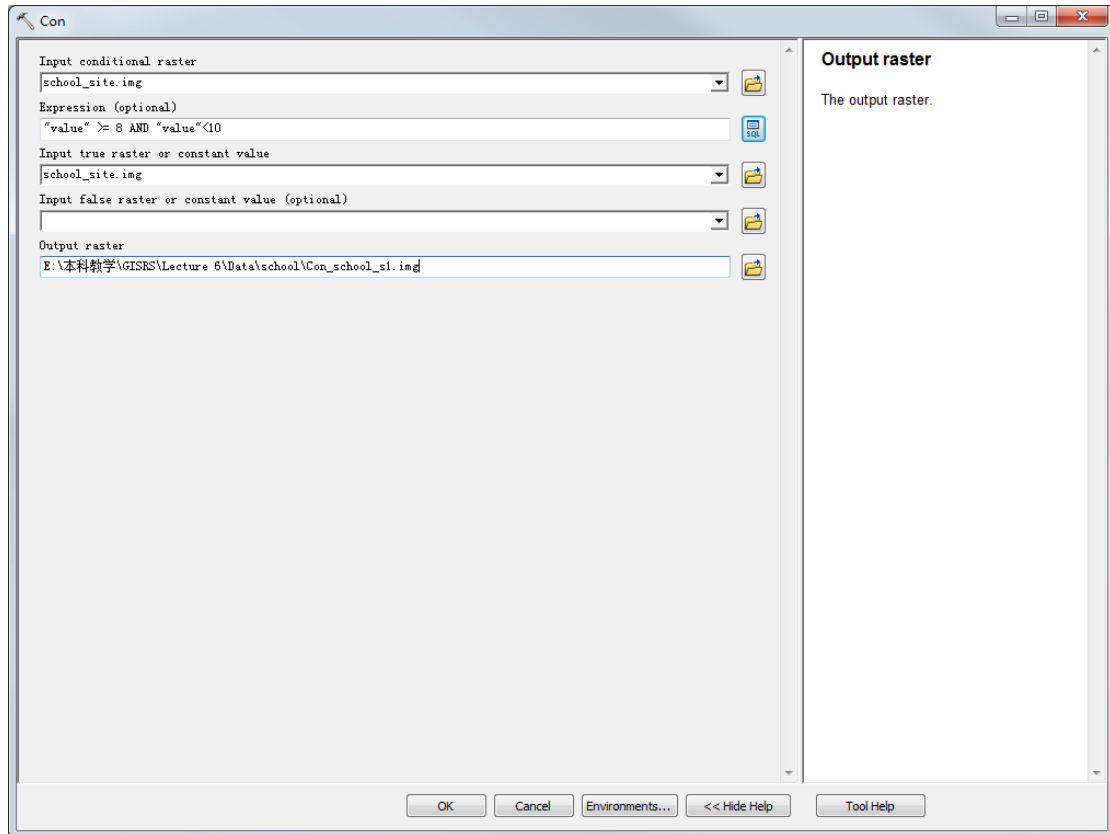 Con
Input conditional raster
school_site.img
Expression (optional)
"value" >= 8 AND "value"<10
SQL
Input true raster or constant value
school_site.img
Input false raster or constant value (optional)
Output raster
E:\本科教学\GISRS\Lecture 6\Data\school\Con_school_s1.img
Output raster
The output raster.
OK
Cancel
Environments...
<< Hide Help
Tool Help